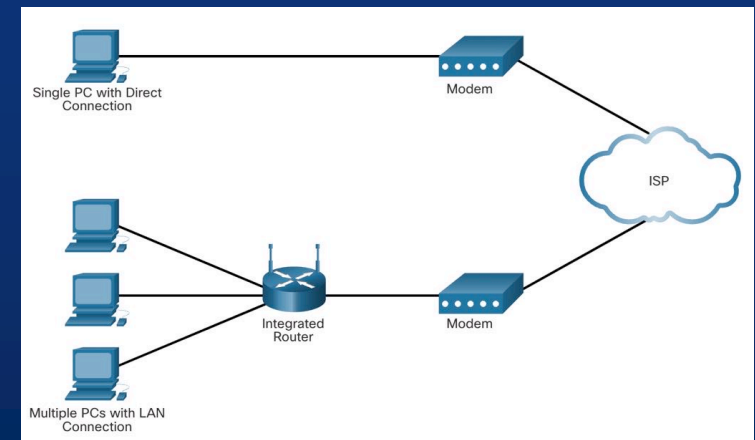 Single PC with Direct
Connection
Modem
ISP
Integrated
Router
Modem
Multiple PCs with LAN
Connection